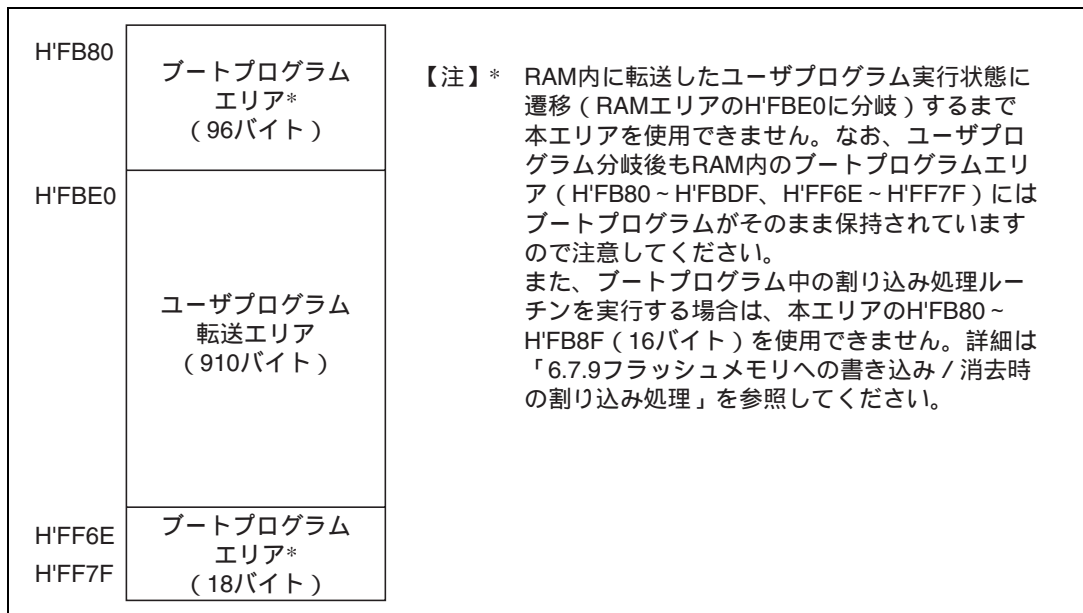 H'FB80
ブートプログラム
エリア*
（96バイト）
H'FBE0
ユーザプログラム
転送エリア
（910バイト）
H'FF6E
H'FF7F
ブートプログラム
エリア*
（18バイト）
【注】* RAM内に転送したユーザプログラム実行状態に
遷移（RAMエリアのH'FBE0に分岐）するまで
本エリアを使用できません。なお、ユーザプロ
グラム分岐後もRAM内のブートプログラムエリ
ア（H'FB80～H'FBDF、H'FF6E～H'FF7F）には
ブートプログラムがそのまま保持されています
ので注意してください。
また、ブートプログラム中の割り込み処理ルー
チンを実行する場合は、本エリアのH'FB80～
H'FB8F（16バイト）を使用できません。詳細は
「6.7.9フラッシュメモリへの書き込み／消去時
の割り込み処理」を参照してください。